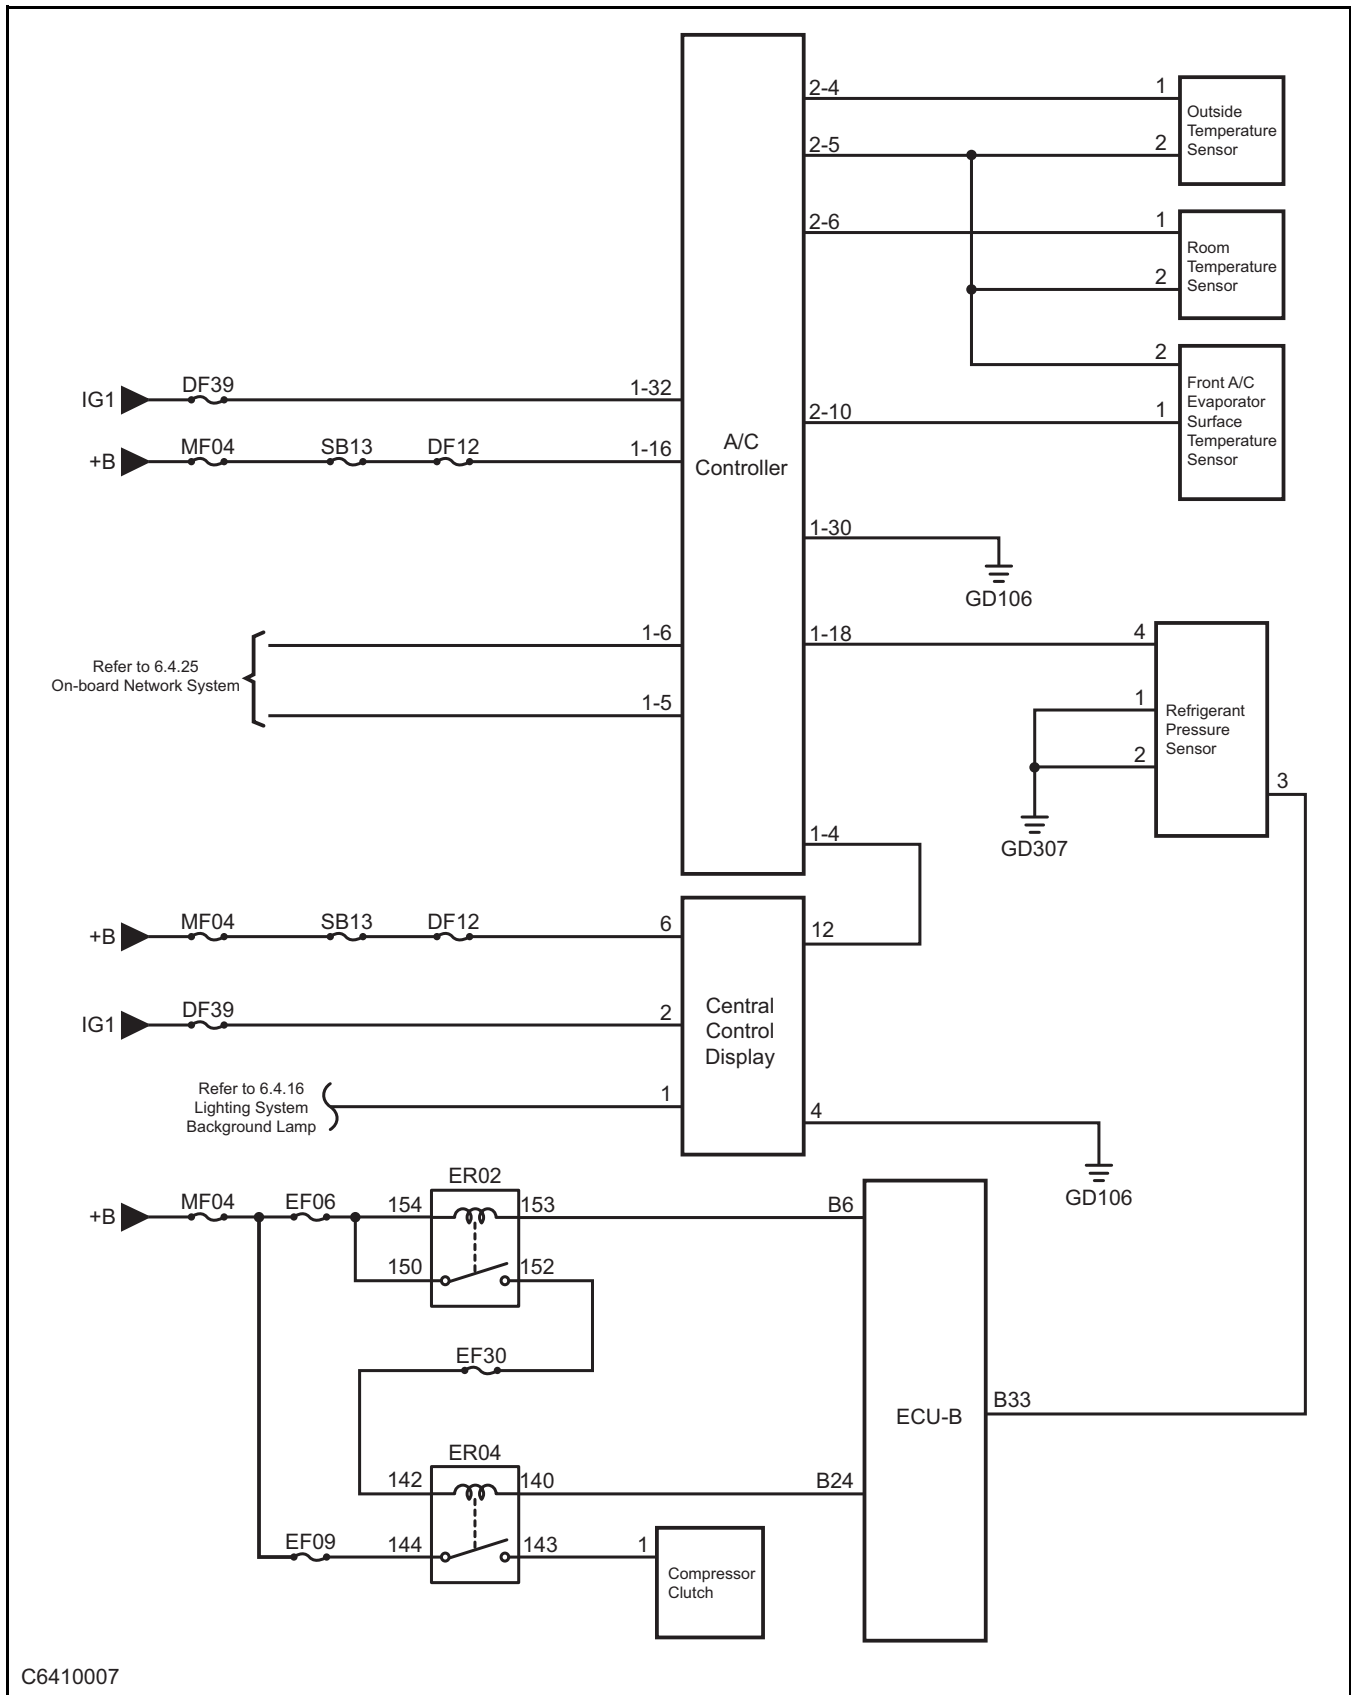 2-4
1
Outside
Temperature
Sensor
2-5
2
2-6
1
Room
Temperature
Sensor
2
2
Front A/C
Evaporator
Surface
Temperature
Sensor
IG1
DF39
1-32
2-10
1
+B
MF04
SB13
DF12
1-16
A/C
Controller
1-30
GD106
Refer to 6.4.25
On-board Network System
1-6
1-5
1-18
4
1
2
Refrigerant
Pressure
Sensor
3
GD307
1-4
+B
MF04
SB13
DF12
6
12
IG1
DF39
2
Central
Control
Display
Refer to 6.4.16
Lighting System
Background Lamp
1
4
GD106
+B
MF04
EF06
ER02
154
153
B6
150
152
EF30
ECU-B
B33
ER04
142
140
B24
EF09
144
143
1
Compressor
Clutch
C6410007